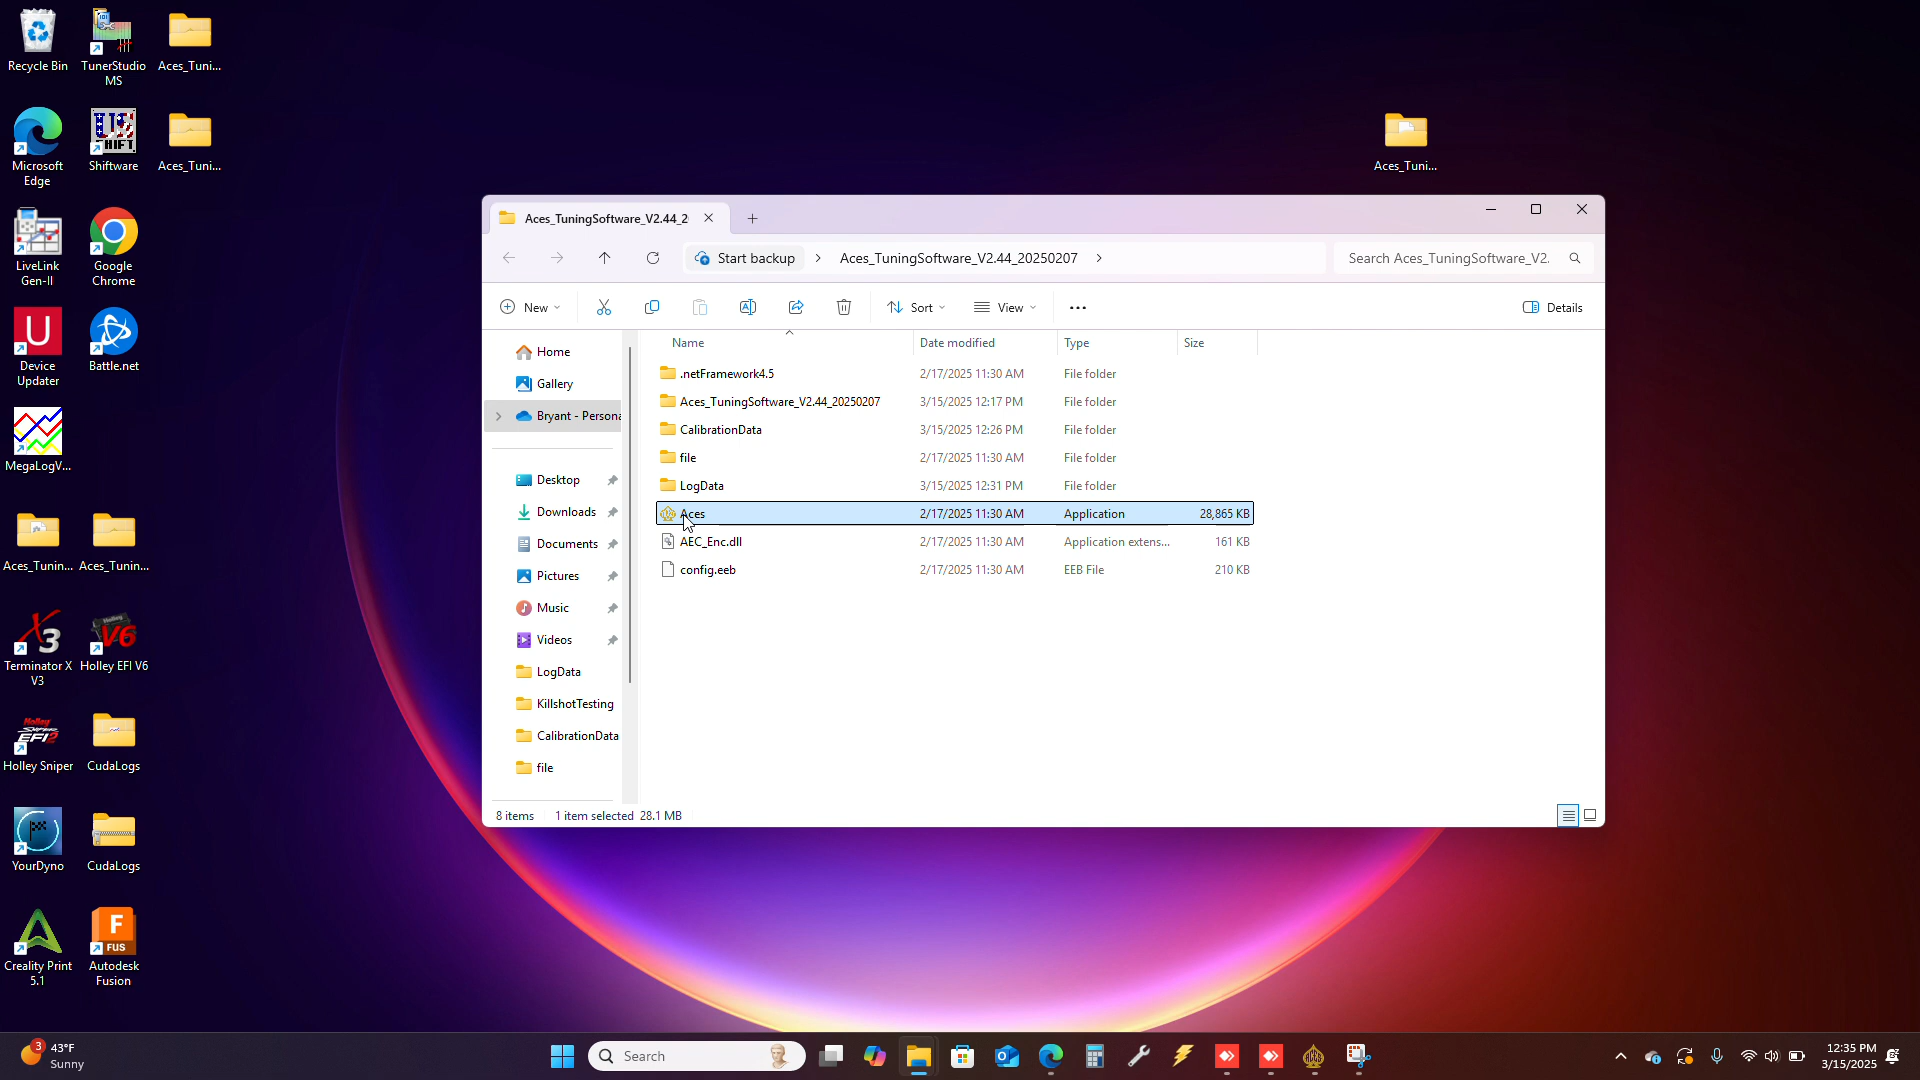 Recycle Bin
TunerStudio
MS
Aces_Tuni...
Microsoft
Edge
Shiftware
Aces_Tuni...
LiveLink
Gen-II
Google
Chrome
Device
Updater
Battle.net
MegaLogV...
Aces_Tunin...
Aces_Tunin...
Terminator X
V3
Holley EFI V6
Holley Sniper
CudaLogs
YourDyno
CudaLogs
Creality Print
5.1
Autodesk
Fusion
Aces_Tuni...
Aces_TuningSoftware_V2.44_2
Start backup
Aces_TuningSoftware_V2.44_20250207
Search Aces_TuningSoftware_V2.
New
Sort
View
Details
Home
Gallery
Bryant - Persona
Desktop
Downloads
Documents
Pictures
Music
Videos
LogData
KillshotTesting
CalibrationData
file
Name Date modified Type Size
.netFramework4.5 2/17/2025 11:30 AM File folder
Aces_TuningSoftware_V2.44_20250207 3/15/2025 12:17 PM File folder
CalibrationData 3/15/2025 12:26 PM File folder
file 2/17/2025 11:30 AM File folder
LogData 3/15/2025 12:31 PM File folder
Aces 2/17/2025 11:30 AM Application 28,865 KB
AEC_Enc.dll 2/17/2025 11:30 AM Application extens... 161 KB
config.eeb 2/17/2025 11:30 AM EEB File 210 KB
8 items 1 item selected 28.1 MB
3
43°F
Sunny
Search
12:35 PM
3/15/2025